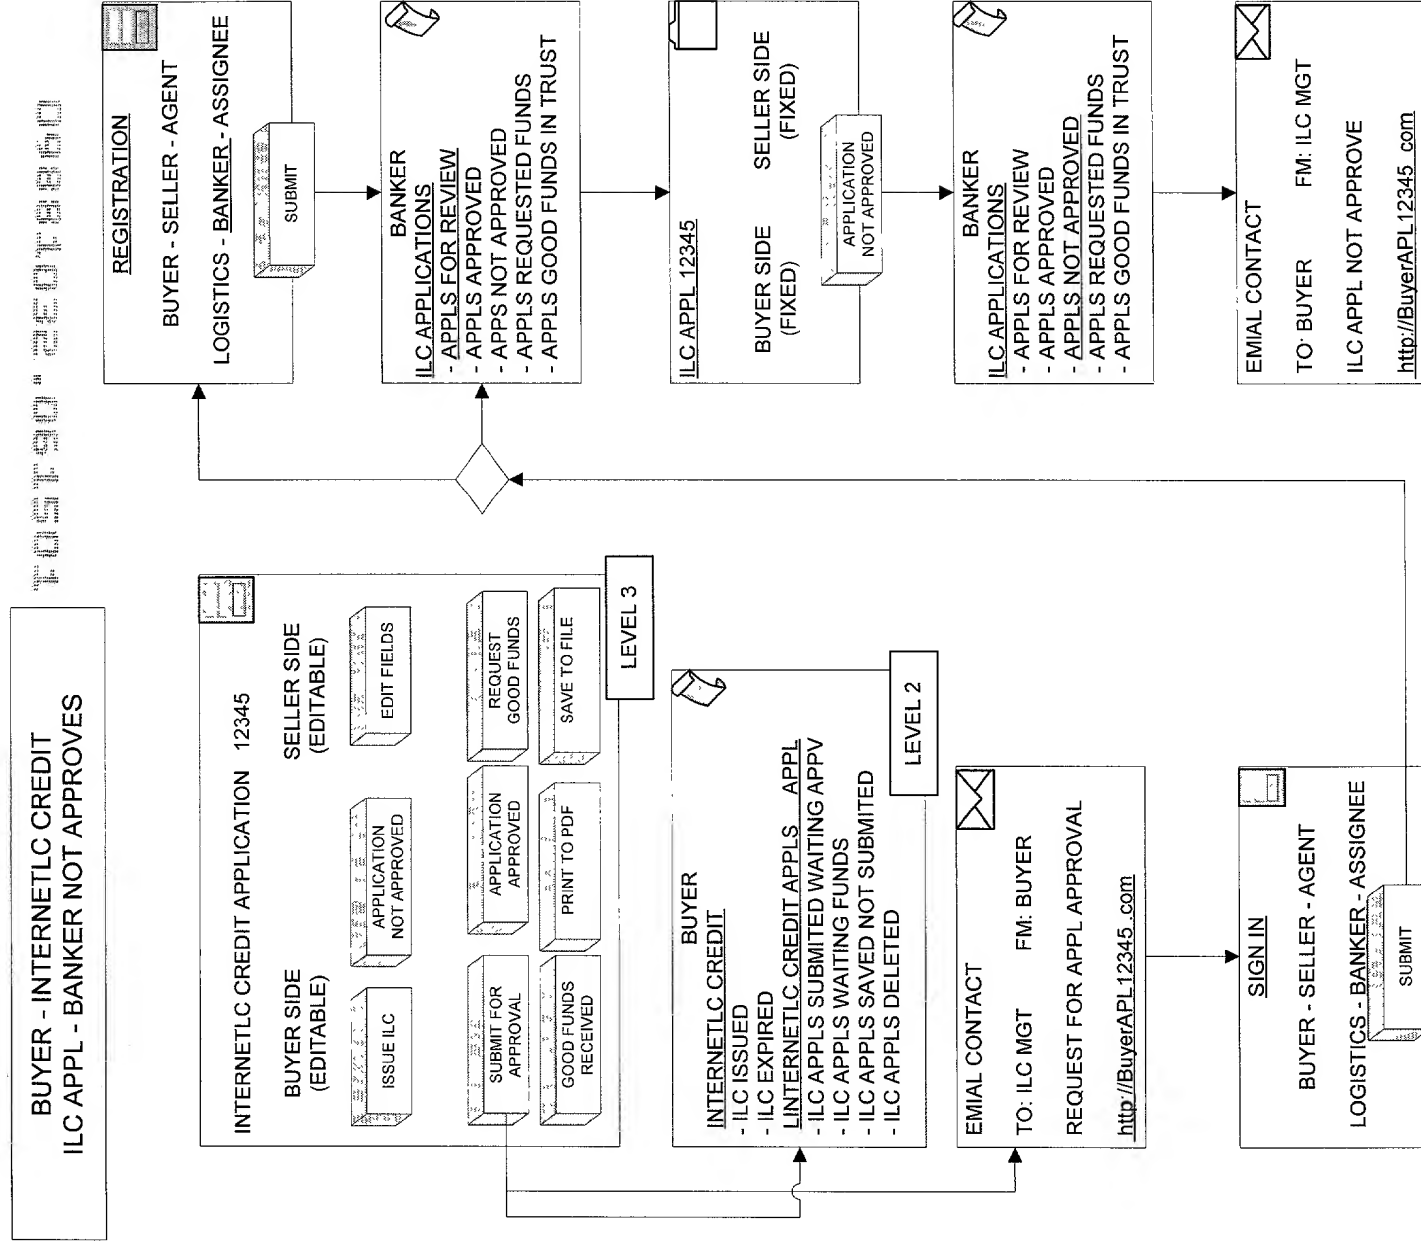 BUYER - INTERNETLC CREDIT
ILC APPL - BANKER NOT APPROVES
INTERNETLC CREDIT APPLICATION 12345
BUYER SIDE
(EDITABLE)
SELLER SIDE
(EDITABLE)
ISSUE ILC
APPLICATION
NOT APPROVED
EDIT FIELDS
SUBMIT FOR
APPROVAL
APPLICATION
APPROVED
REQUEST
GOOD FUNDS
GOOD FUNDS
RECEIVED
PRINT TO PDF
SAVE TO FILE
LEVEL 3
BUYER
INTERNETLC CREDIT
- ILC ISSUED
- ILC EXPIRED
LINTERNETLC CREDIT APPLS APPL
- ILC APPLS SUBMITED WAITING APPV
- ILC APPLS WAITING FUNDS
- ILC APPLS SAVED NOT SUBMITED
- ILC APPLS DELETED
LEVEL 2
EMIAL CONTACT
TO: ILC MGT FM: BUYER
REQUEST FOR APPL APPROVAL
http://BuyerAPL12345.com
SIGN IN
BUYER - SELLER - AGENT
LOGISTICS - BANKER - ASSIGNEE
SUBMIT
REGISTRATION
BUYER - SELLER - AGENT
LOGISTICS - BANKER - ASSIGNEE
SUBMIT
BANKER
ILC APPLICATIONS
- APPLS FOR REVIEW
- APPLS APPROVED
- APPS NOT APPROVED
- APPLS REQUESTED FUNDS
- APPLS GOOD FUNDS IN TRUST
ILC APPL 12345
BUYER SIDE
(FIXED)
SELLER SIDE
(FIXED)
APPLICATION
NOT APPROVED
BANKER
ILC APPLICATIONS
- APPLS FOR REVIEW
- APPLS APPROVED
- APPLS NOT APPROVED
- APPLS REQUESTED FUNDS
- APPLS GOOD FUNDS IN TRUST
EMIAL CONTACT
TO: BUYER FM: ILC MGT
ILC APPL NOT APPROVE
http://BuyerAPL12345 com